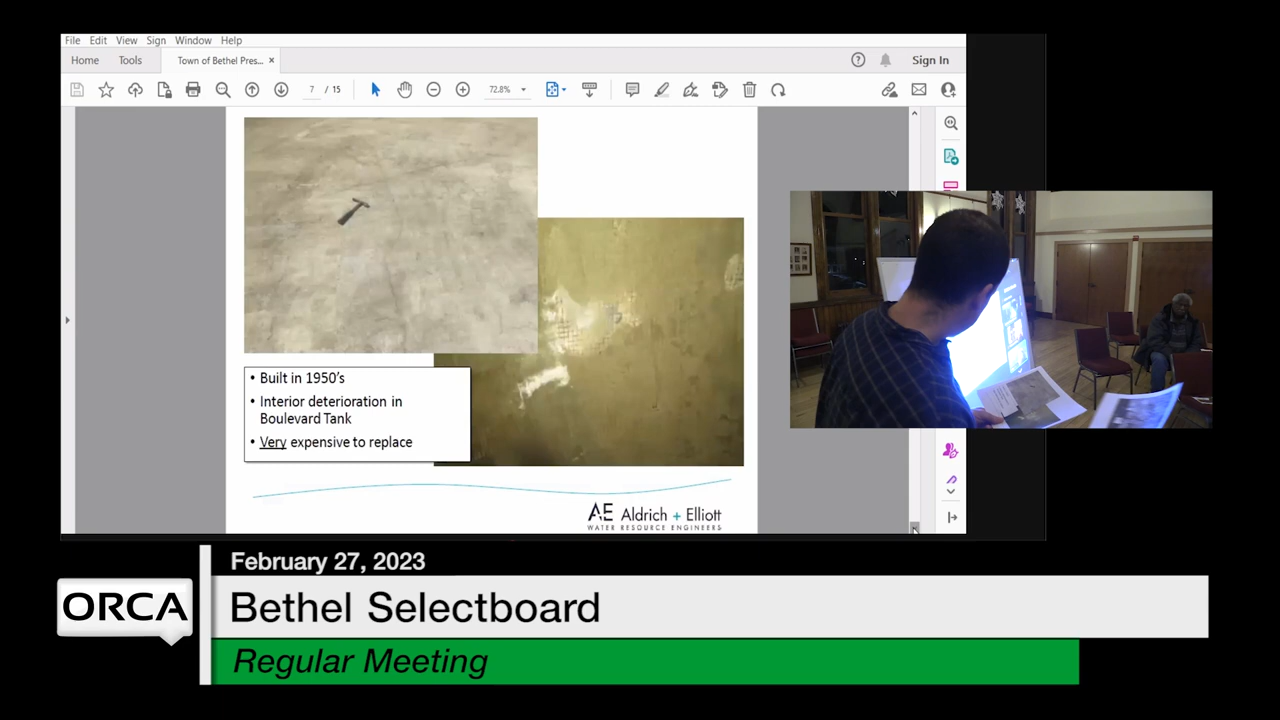 File Edit View Sign Window Help
Home Tools Town of Bethel Pres... × Sign In
7 / 15 72.8%
• Built in 1950's
• Interior deterioration in
Boulevard Tank
• Very expensive to replace
AE Aldrich + Elliott
WATER RESOURCE ENGINEERS
February 27, 2023
ORCA
Bethel Selectboard
Regular Meeting